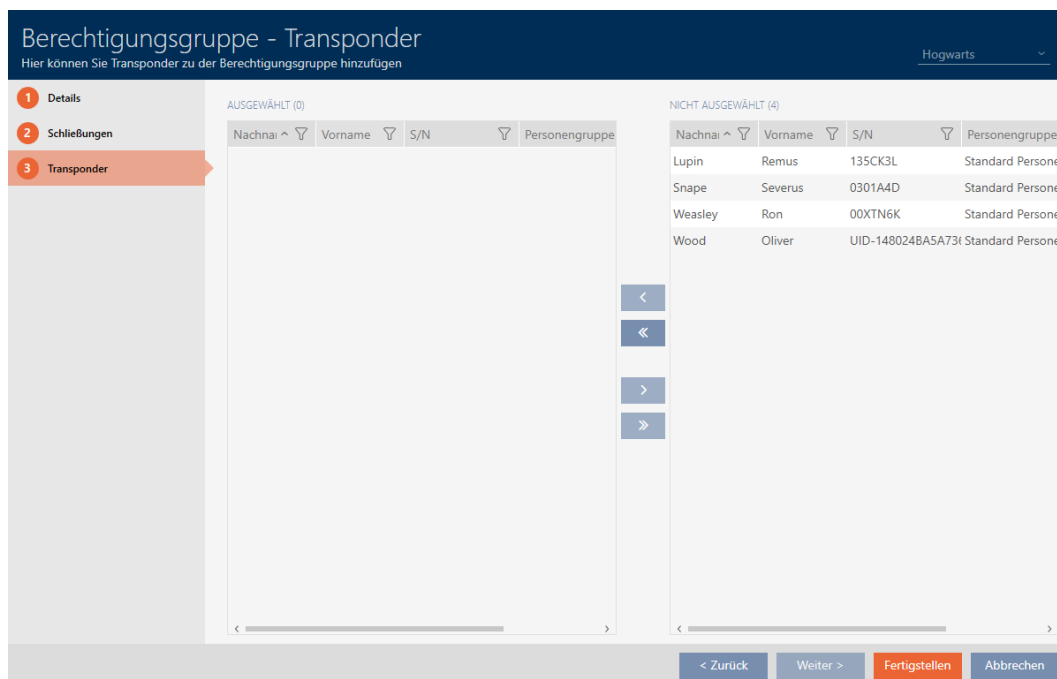 Berechtigungsgruppe - Transponder
Hier können Sie Transponder zu der Berechtigungsgruppe hinzufügen
Hogwarts
1 Details
2 Schließungen
3 Transponder
AUSGEWÄHLT (0)
Nachnai Vorname S/N Personengruppe
NICHT AUSGEWÄHLT (4)
Nachnai Vorname S/N Personengruppe
Lupin Remus 135CK3L Standard Persone
Snape Severus 0301A4D Standard Persone
Weasley Ron 00XTN6K Standard Persone
Wood Oliver UID-148024BA5A73( Standard Persone
< Zurück Weiter > Fertigstellen Abbrechen